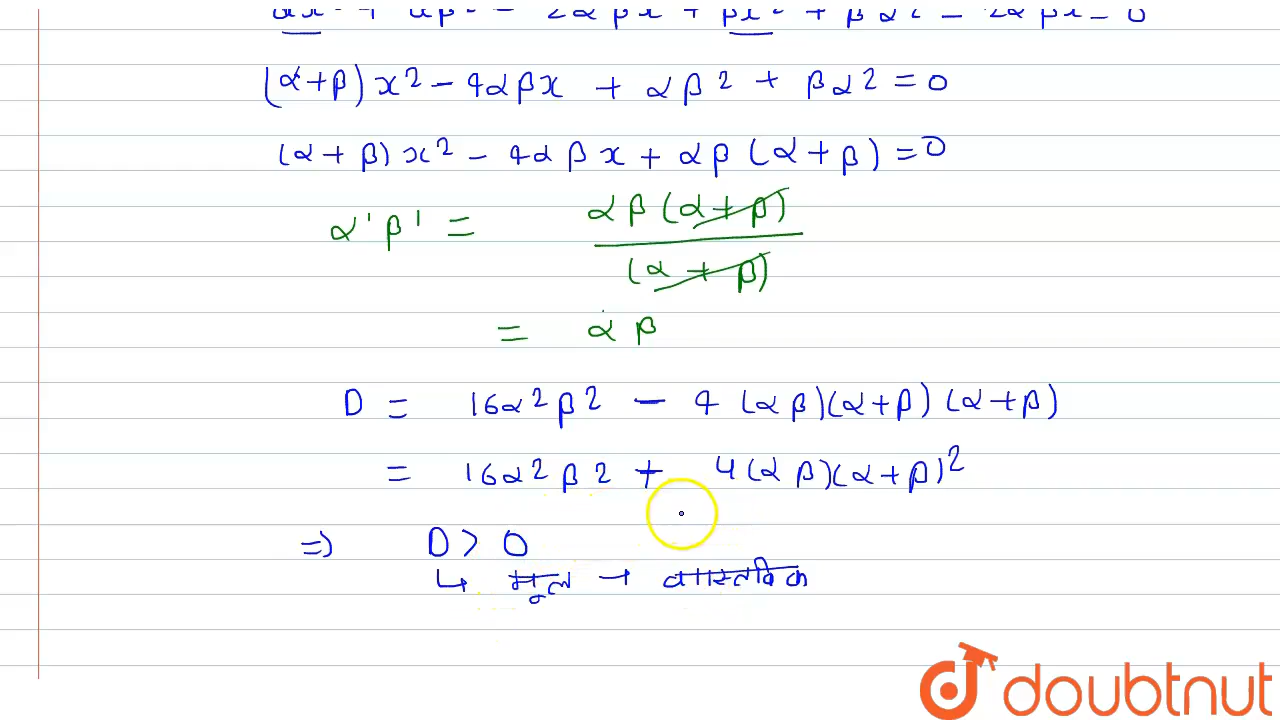 (α+β)x² - 4αβx + αβ² + βα² = 0
(α+β)x² - 4αβx + αβ(α+β) = 0
α'β' = αβ(α+β)
(α+β)
= αβ
D = 16α²β² - 4(αβ)(α+β)(α+β)
= 16α²β² + 4(αβ)(α+β)²
⇒ D > 0
↳ मूल → वास्तविक
doubtnut